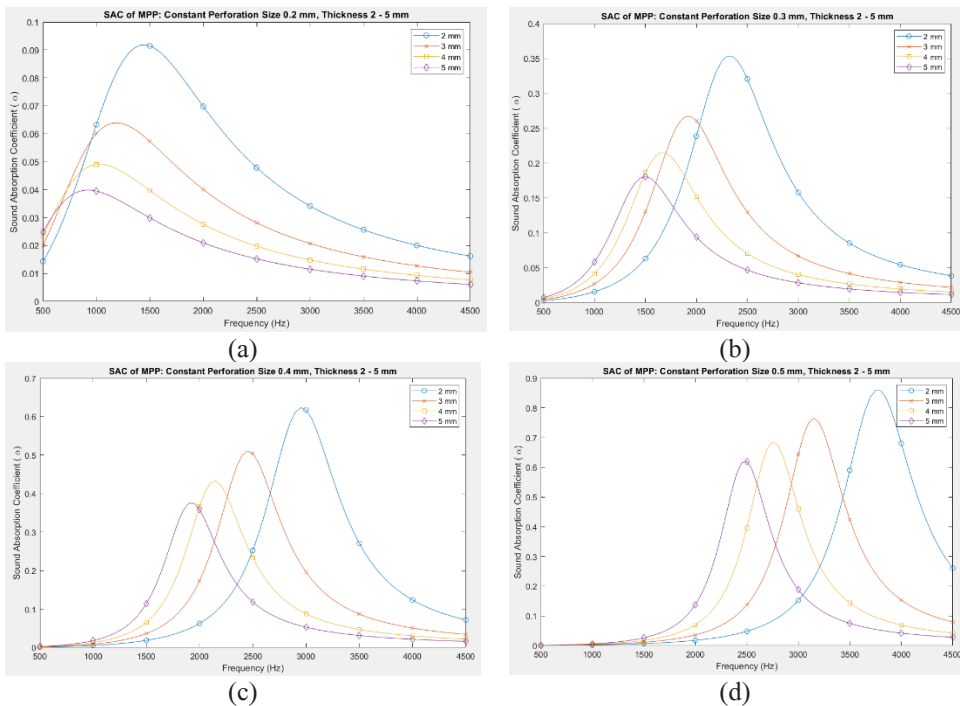 SAC of MPP: Constant Perforation Size 0.2 mm, Thickness 2 - 5 mm
0.1
0.09
0.08
0.07
0.06
0.05
0.04
0.03
0.02
0.01
0
Sound Absorption Coefficient ( α )
2 mm
3 mm
4 mm
5 mm
500 1000 1500 2000 2500 3000 3500 4000 4500
Frequency (Hz)
(a)
SAC of MPP: Constant Perforation Size 0.3 mm, Thickness 2 - 5 mm
0.4
0.35
0.3
0.25
0.2
0.15
0.1
0.05
0
Sound Absorption Coefficient ( α )
2 mm
3 mm
4 mm
5 mm
500 1000 1500 2000 2500 3000 3500 4000 4500
Frequency (Hz)
(b)
SAC of MPP: Constant Perforation Size 0.4 mm, Thickness 2 - 5 mm
0.7
0.6
0.5
0.4
0.3
0.2
0.1
0
Sound Absorption Coefficient ( α )
2 mm
3 mm
4 mm
5 mm
500 1000 1500 2000 2500 3000 3500 4000 4500
Frequency (Hz)
(c)
SAC of MPP: Constant Perforation Size 0.5 mm, Thickness 2 - 5 mm
0.9
0.8
0.7
0.6
0.5
0.4
0.3
0.2
0.1
0
Sound Absorption Coefficient ( α )
2 mm
3 mm
4 mm
5 mm
500 1000 1500 2000 2500 3000 3500 4000 4500
Frequency (Hz)
(d)